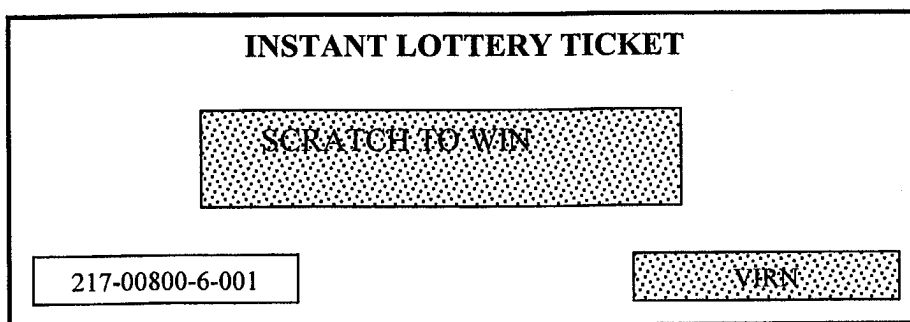 INSTANT LOTTERY TICKET
SCRATCH TO WIN
217-00800-6-001
VIRN